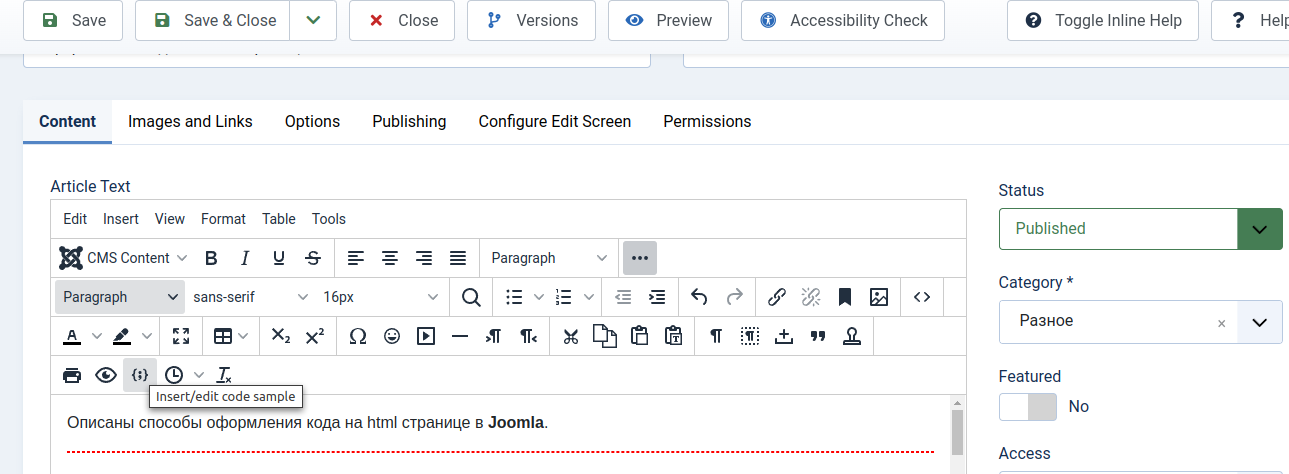 Save
Save & Close
Close
Versions
Preview
Accessibility Check
Toggle Inline Help
Help
Content
Images and Links
Options
Publishing
Configure Edit Screen
Permissions
Article Text
Edit Insert View Format Table Tools
CMS Content
Paragraph
Paragraph
sans-serif
16px
Insert/edit code sample
Описаны способы оформления кода на html странице в Joomla.
Status
Published
Category *
Разное
Featured
No
Access